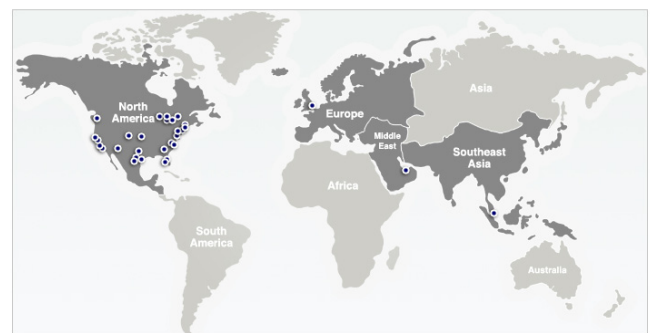 North
America
Europe
Asia
Middle
East
Southeast
Asia
Africa
South
America
Australia